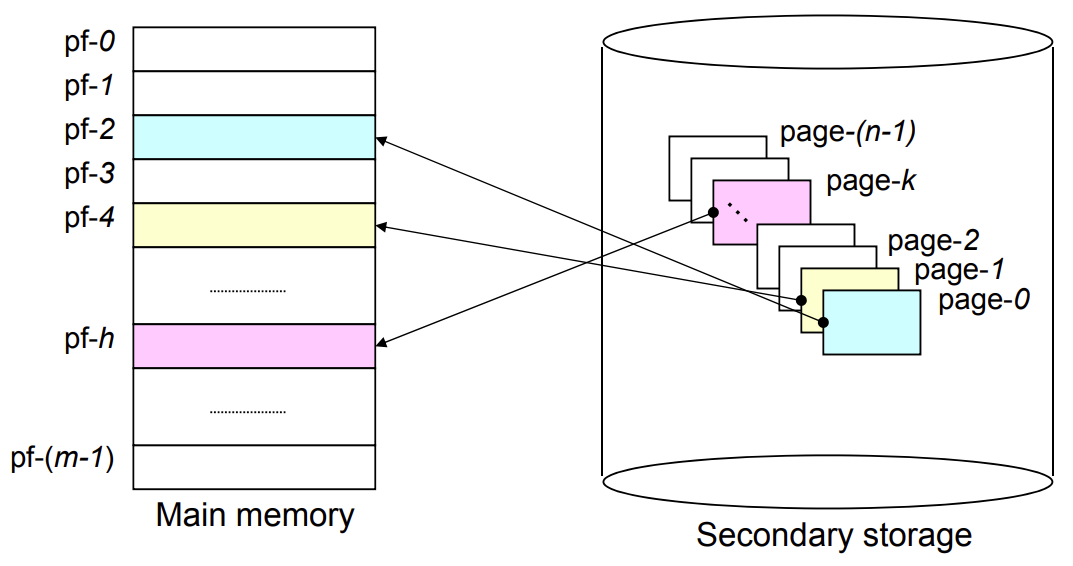 pf-0
pf-1
pf-2
pf-3
pf-4
pf-h
pf-(m-1)
Main memory
page-(n-1)
page-k
page-2
page-1
page-0
Secondary storage